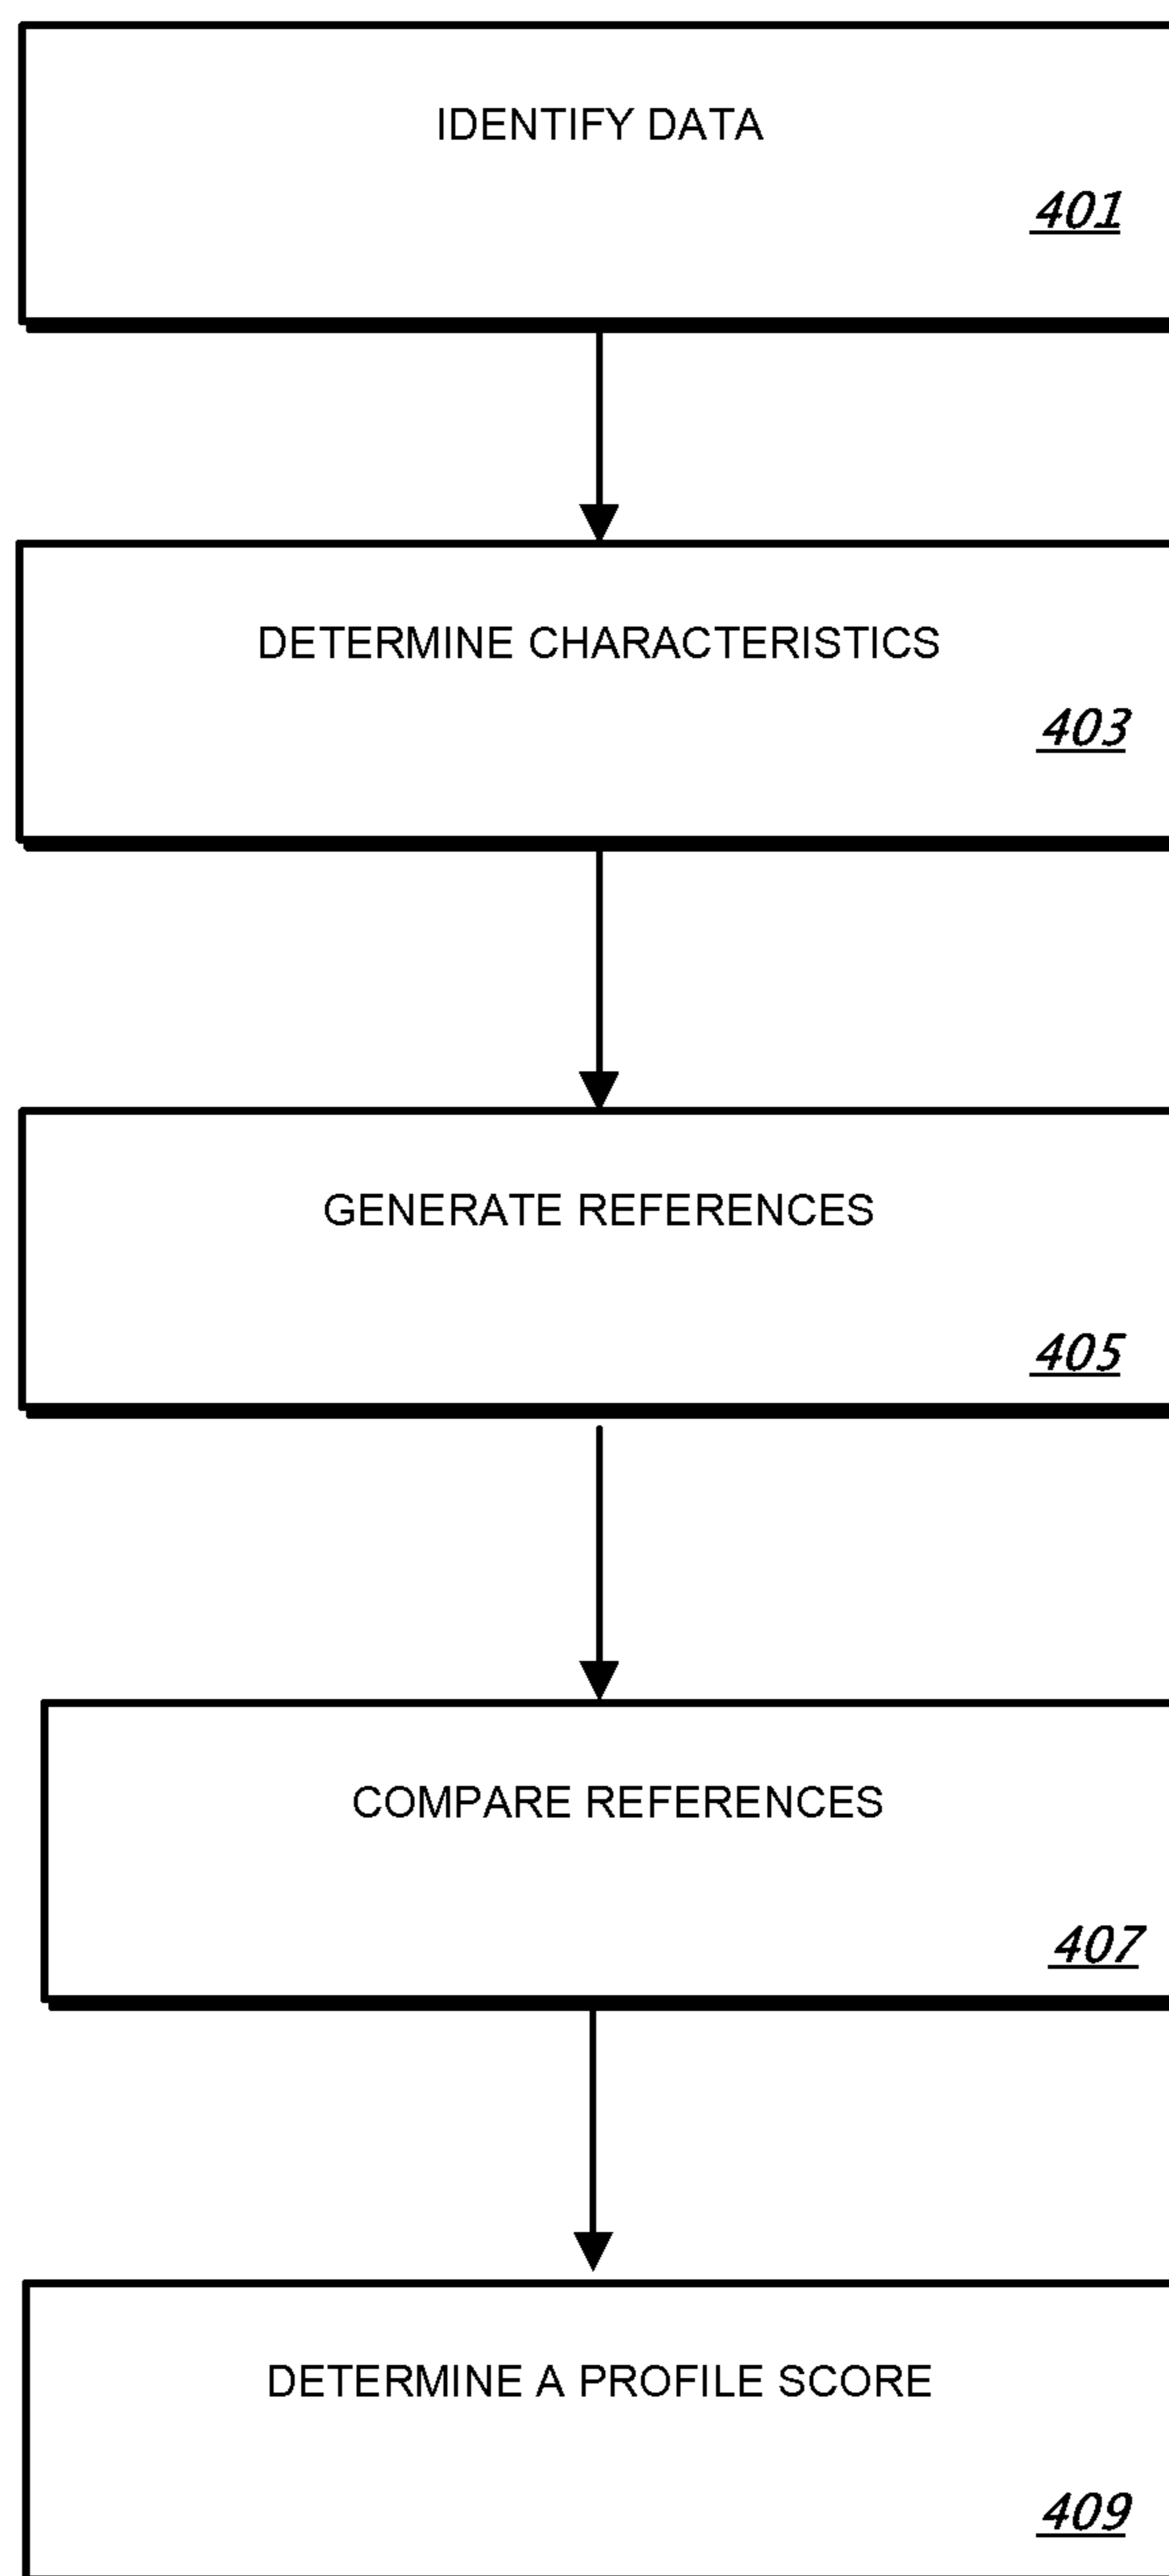 IDENTIFY DATA
401
DETERMINE CHARACTERISTICS
403
GENERATE REFERENCES
405
COMPARE REFERENCES
407
DETERMINE A PROFILE SCORE
409